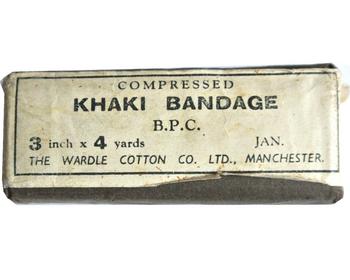 COMPRESSED
KHAKI BANDAGE
B.P.C.
3 inch x 4 yards JAN.
THE WARDLE COTTON CO. LTD., MANCHESTER.